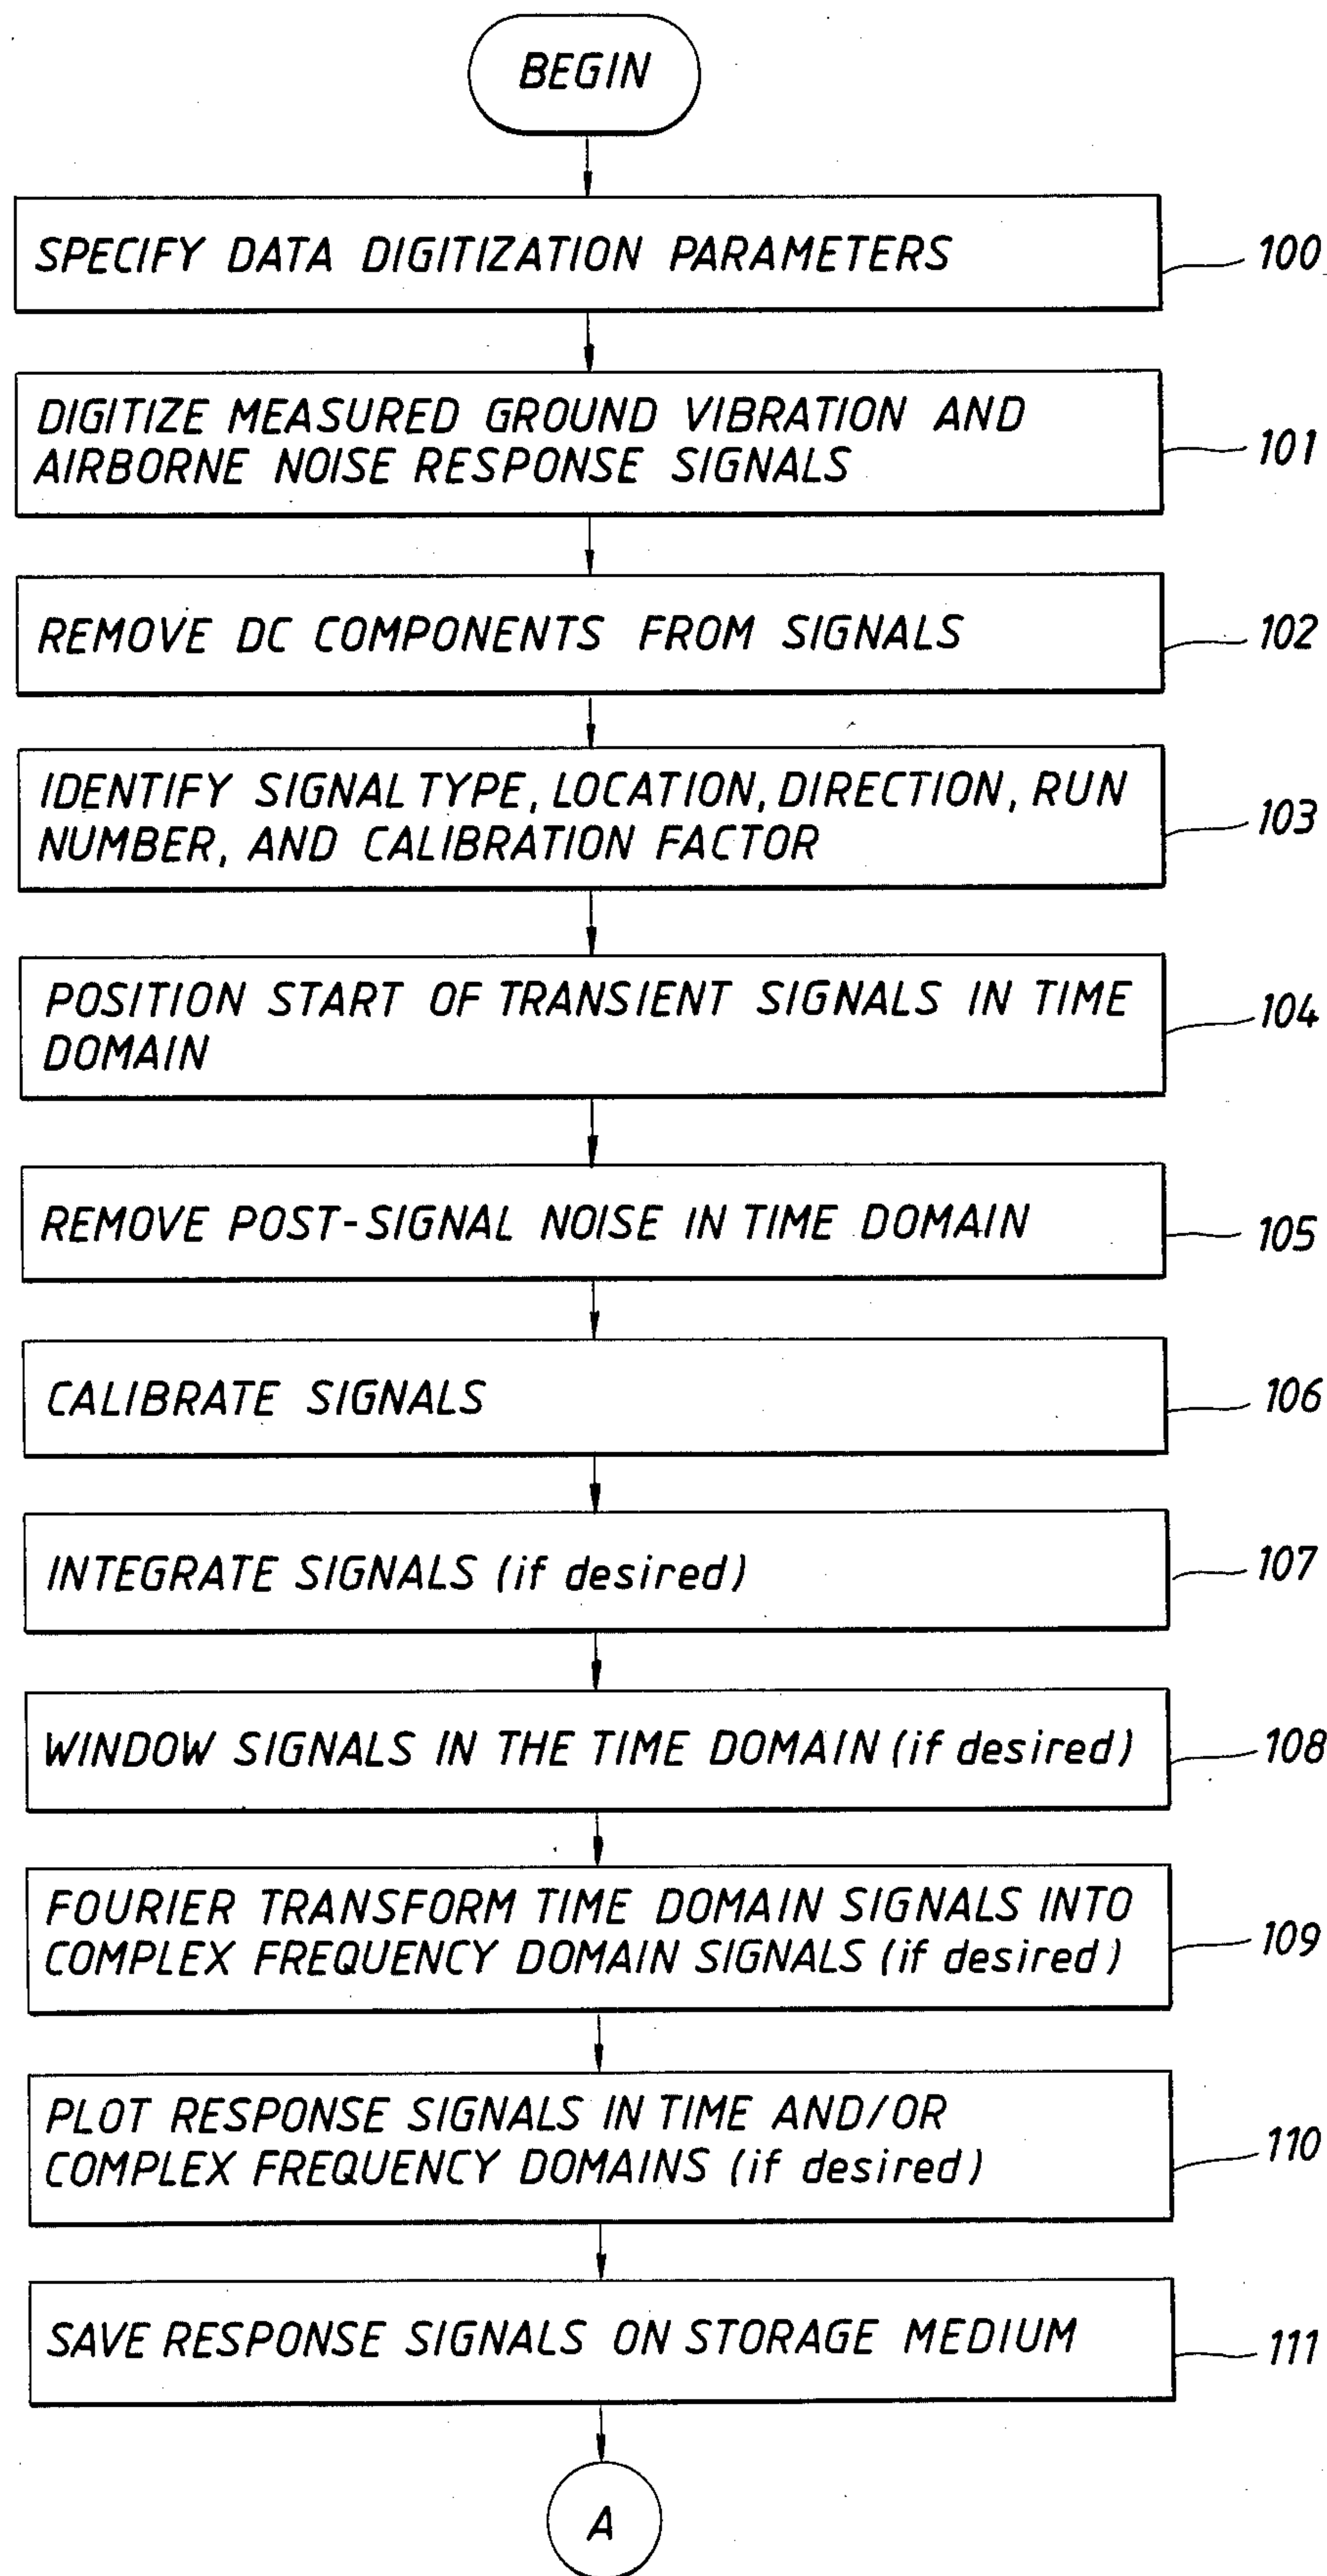 BEGIN
SPECIFY DATA DIGITIZATION PARAMETERS
100
DIGITIZE MEASURED GROUND VIBRATION AND
AIRBORNE NOISE RESPONSE SIGNALS
101
REMOVE DC COMPONENTS FROM SIGNALS
102
IDENTIFY SIGNAL TYPE, LOCATION, DIRECTION, RUN
NUMBER, AND CALIBRATION FACTOR
103
POSITION START OF TRANSIENT SIGNALS IN TIME
DOMAIN
104
REMOVE POST-SIGNAL NOISE IN TIME DOMAIN
105
CALIBRATE SIGNALS
106
INTEGRATE SIGNALS (if desired)
107
WINDOW SIGNALS IN THE TIME DOMAIN (if desired)
108
FOURIER TRANSFORM TIME DOMAIN SIGNALS INTO
COMPLEX FREQUENCY DOMAIN SIGNALS (if desired)
109
PLOT RESPONSE SIGNALS IN TIME AND/OR
COMPLEX FREQUENCY DOMAINS (if desired)
110
SAVE RESPONSE SIGNALS ON STORAGE MEDIUM
111
A